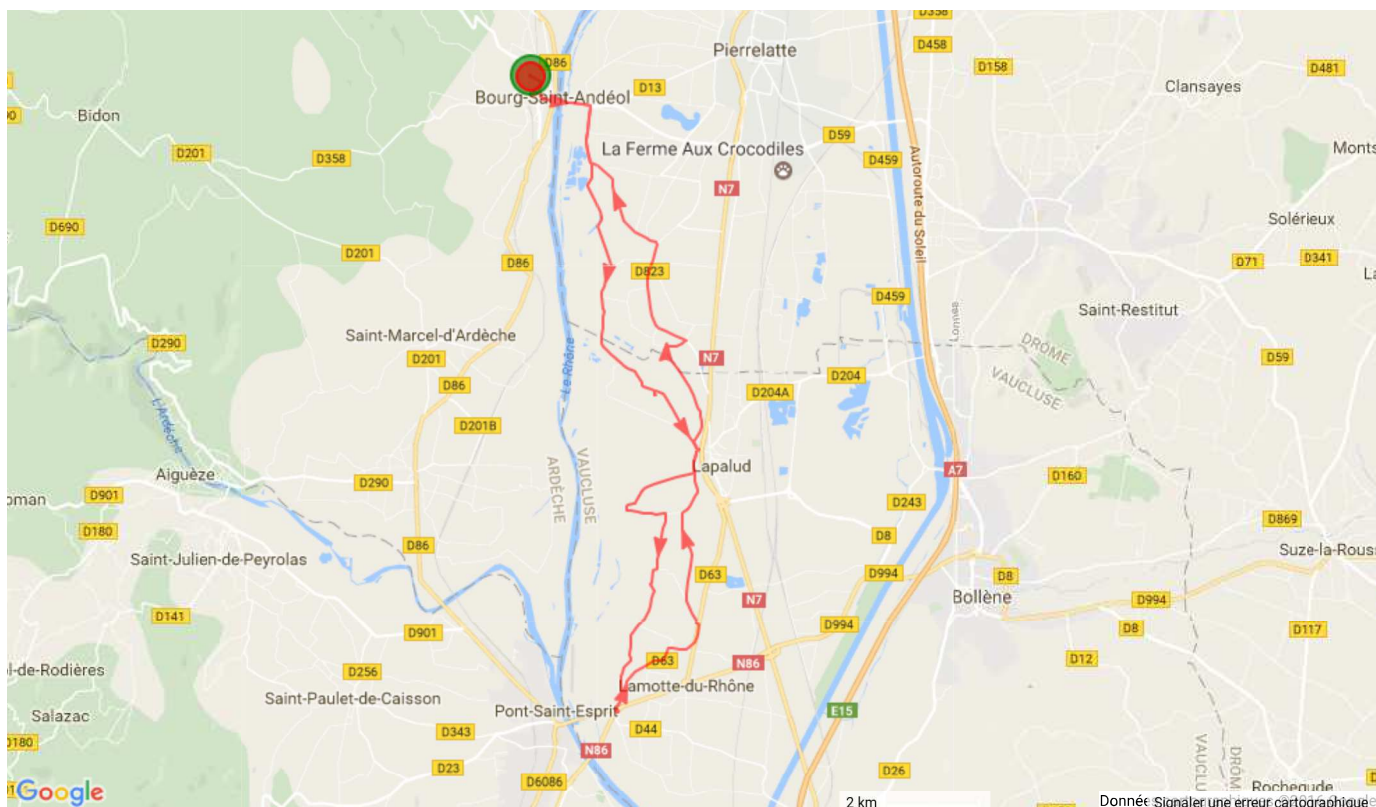 D358
D86
Pierrelatte
D458
D158
D481
Clansayes
D13
Bourg-Saint-Andéol
Bidon
D59
La Ferme Aux Crocodiles
D459
D201
D358
Autoroute du Soleil
N7
D690
Solérieux
D201
D86
D823
D71
D341
D459
Saint-Restitut
Saint-Marcel-d'Ardèche
D290
D201
Le Rhône
N7
DRÔME
D59
D86
D204A
D204
VAUCLUSE
L'Ardèche
D201B
Lapalud
Aiguèze
D290
ARDÈCHE
VAUCLUSE
A7
D160
D901
D243
D180
D86
D8
D869
Saint-Julien-de-Peyrolas
Suze-la-Rouss
D63
D994
D8
D141
N7
Bollène
D994
D901
D994
D8
D117
D63
N86
D12
D256
Lamotte-du-Rhône
Saint-Paulet-de-Caisson
Pont-Saint-Esprit
E15
Salazac
D343
D44
D180
N86
D23
D6086
D26
VAUCLUSE
DRÔM
Rochegude
Google
2 km
Signaler une erreur cartographique